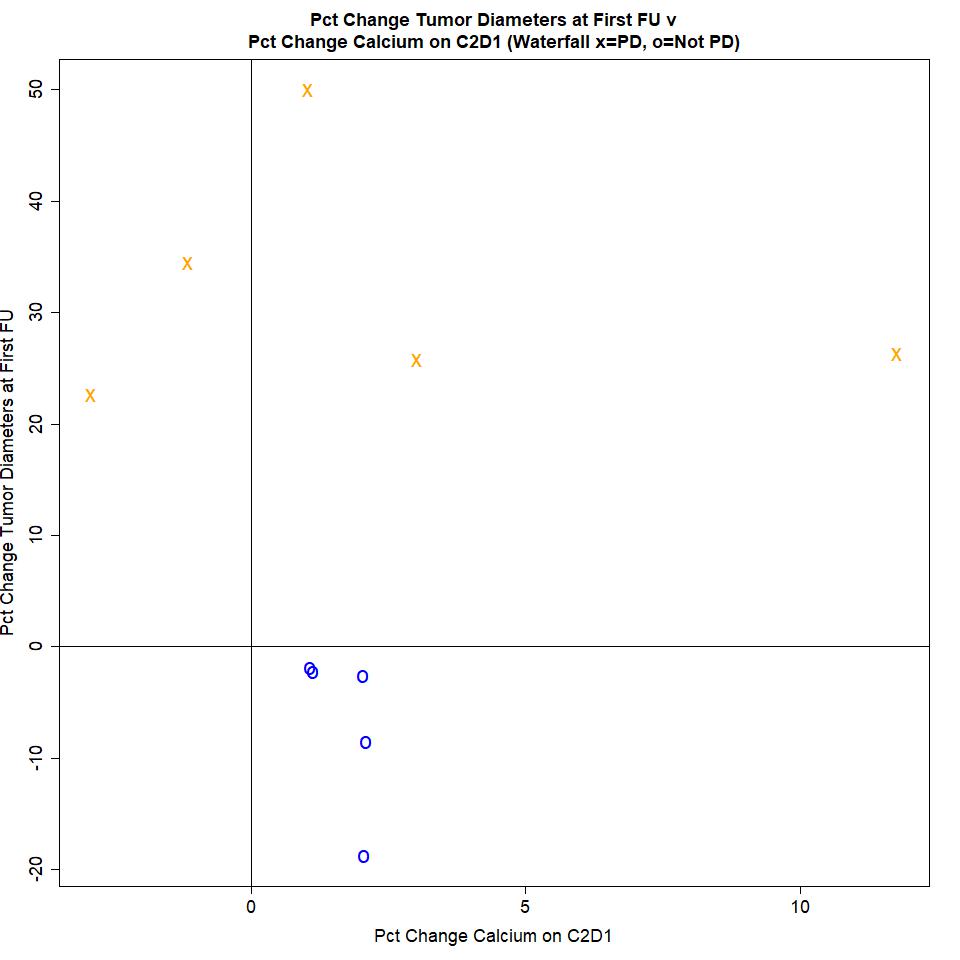 Pct Change Tumor Diameters at First FU v
Pct Change Calcium on C2D1 (Waterfall x=PD, o=Not PD)
Pct Change Tumor Diameters at First FU
50
40
30
20
10
0
-10
-20
X
X
X
X
X
O
O
O
O
O
0
5
10
Pct Change Calcium on C2D1